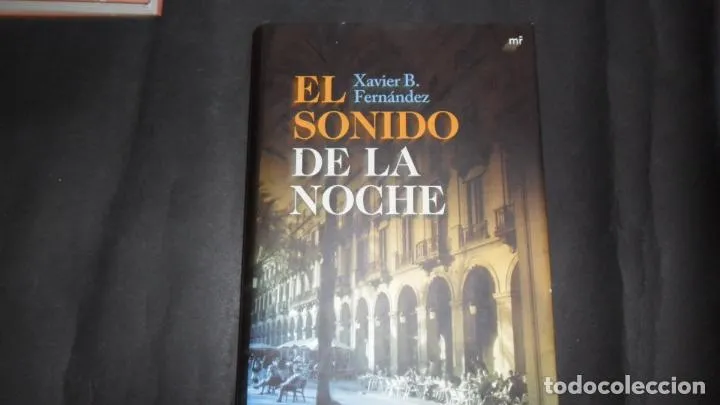 mr
EL
Xavier B.
Fernández
SONIDO
DE LA
NOCHE
todocoleccion